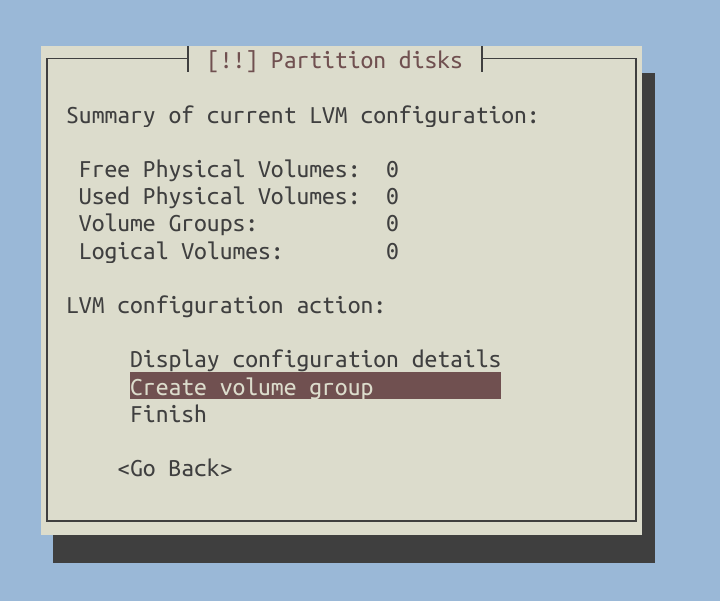 [!!] Partition disks
Summary of current LVM configuration:
Free Physical Volumes: 0
Used Physical Volumes: 0
Volume Groups: 0
Logical Volumes: 0
LVM configuration action:
Display configuration details
Create volume group
Finish
<Go Back>